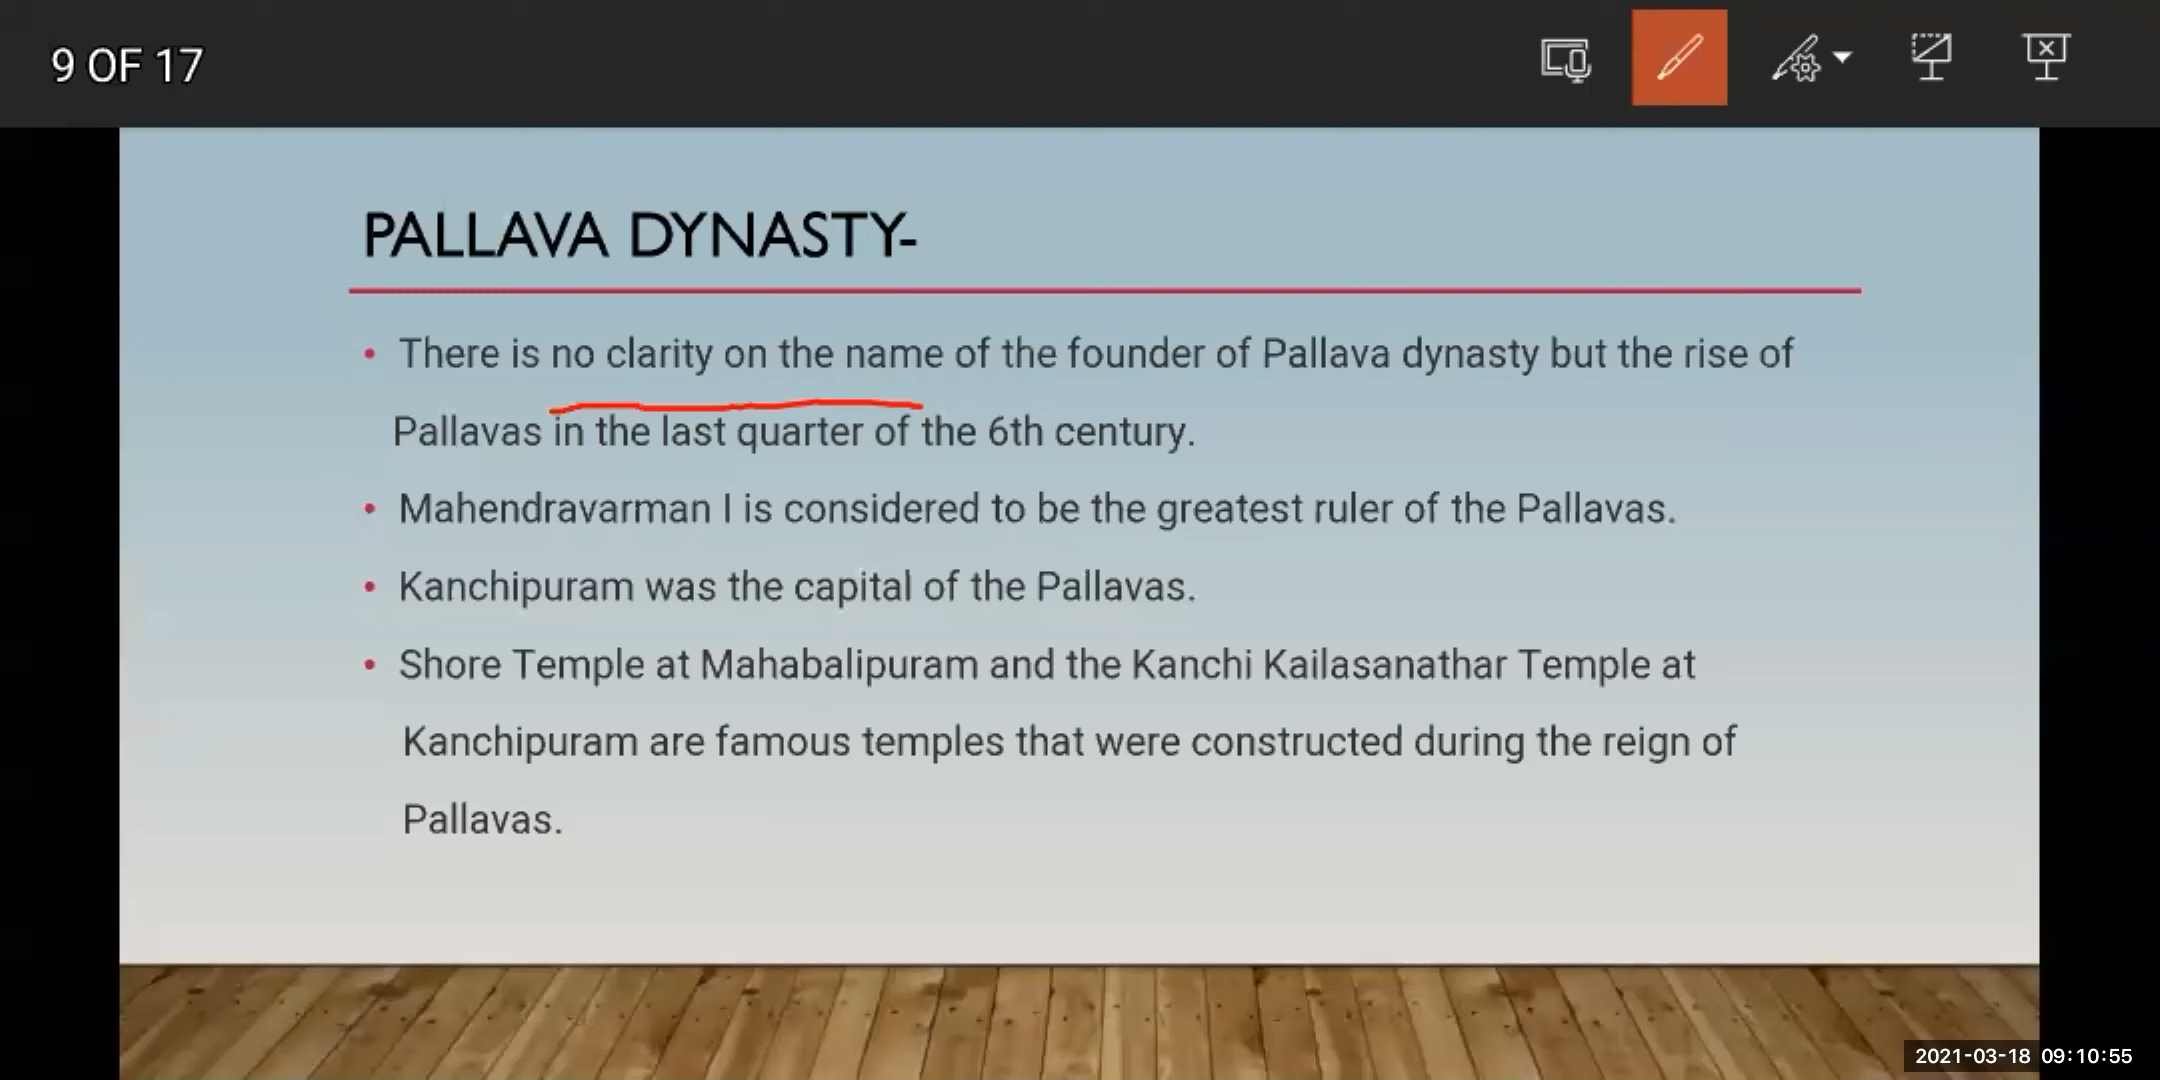 9 OF 17
PALLAVA DYNASTY-
• There is no clarity on the name of the founder of Pallava dynasty but the rise of
Pallavas in the last quarter of the 6th century.
• Mahendravarman I is considered to be the greatest ruler of the Pallavas.
• Kanchipuram was the capital of the Pallavas.
• Shore Temple at Mahabalipuram and the Kanchi Kailasanathar Temple at
Kanchipuram are famous temples that were constructed during the reign of
Pallavas.
2021-03-18 09:10:55